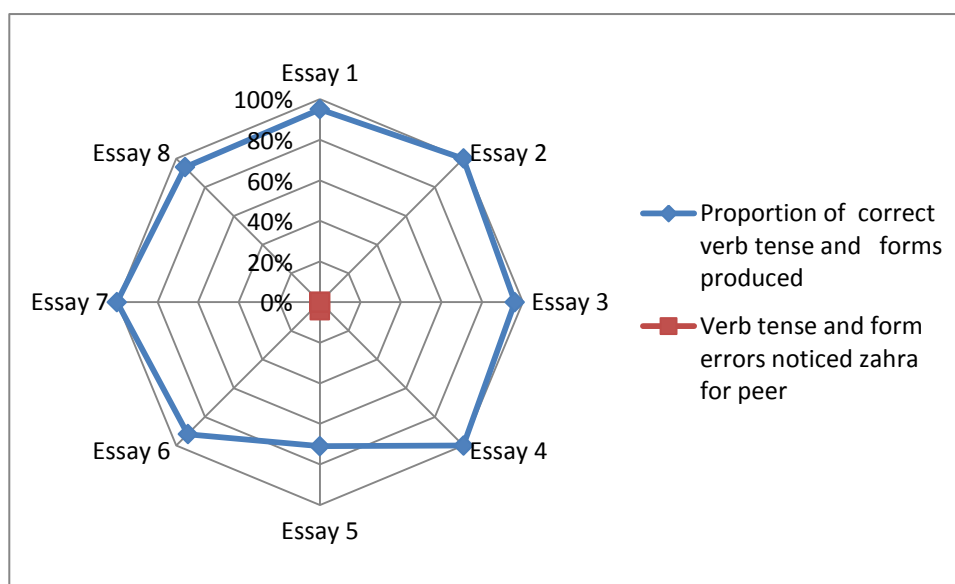 Essay 1
100%
Essay 8
80%
Essay 2
60%
40%
20%
Essay 7
0%
Essay 3
Essay 6
Essay 4
Essay 5
Proportion of correct
verb tense and forms
produced
Verb tense and form
errors noticed zahra
for peer